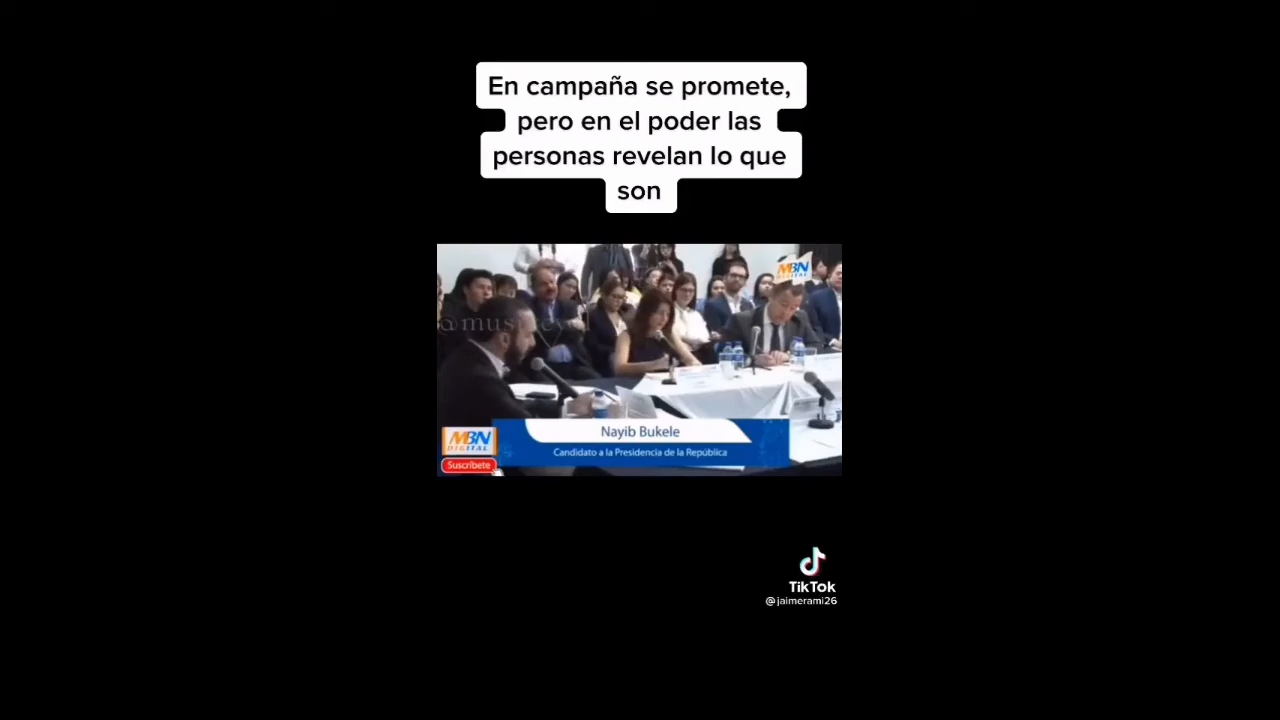 En campaña se promete,
pero en el poder las
personas revelan lo que
son
MBN
DIGITAL
Nayib Bukele
Candidato a la Presidencia de la República
MBN
DIGITAL
Suscríbete
TikTok
@jaimerami26